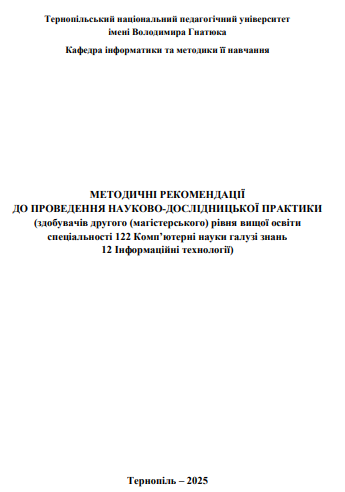 Тернопільський національний педагогічний університет
імені Володимира Гнатюка
Кафедра інформатики та методики її навчання
МЕТОДИЧНІ РЕКОМЕНДАЦІЇ
ДО ПРОВЕДЕННЯ НАУКОВО-ДОСЛІДНИЦЬКОЇ ПРАКТИКИ
(здобувачів другого (магістерського) рівня вищої освіти
спеціальності 122 Комп’ютерні науки галузі знань
12 Інформаційні технології)
Тернопіль – 2025